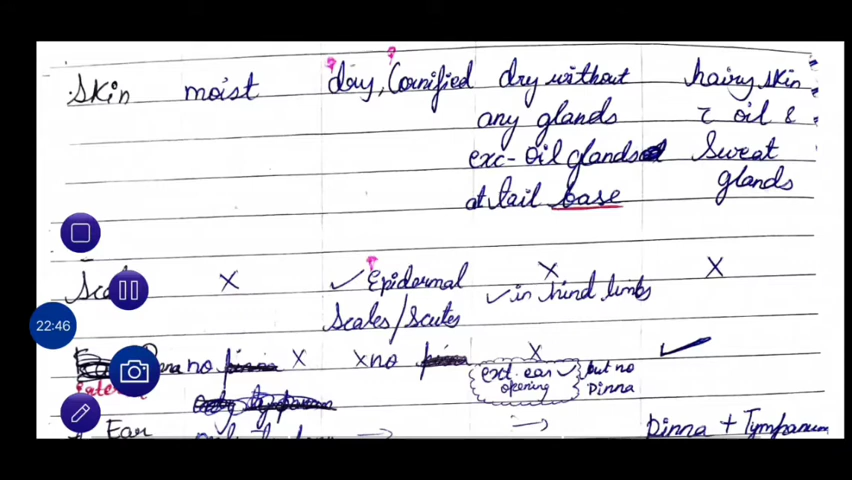 Skin moist dry, Cornified dry without hairy skin
any glands c̄ oil &
exc- oil glands Sweat
at tail base glands
X ✓ Epidermal X X
Scales/Scutes ✓ in hind limbs
no X X no X ✓
ext. ear ✓ but no
opening Pinna
22:46
Ear → → pinna + Tympanum